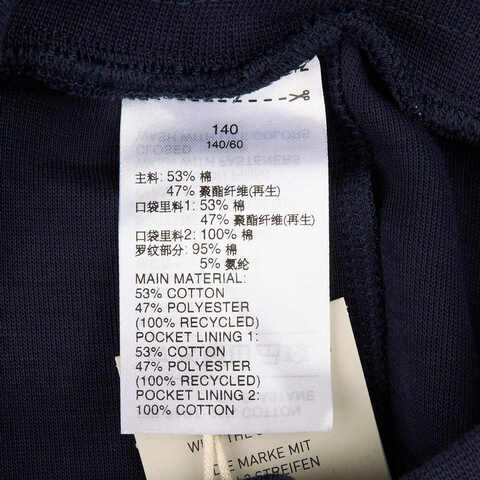 140
140/60
主料: 53% 棉
47% 聚酯纤维(再生)
口袋里料1: 53% 棉
47% 聚酯纤维(再生)
口袋里料2: 100% 棉
罗纹部分: 95% 棉
5% 氨纶
MAIN MATERIAL:
53% COTTON
47% POLYESTER
(100% RECYCLED)
POCKET LINING 1:
53% COTTON
47% POLYESTER
(100% RECYCLED)
POCKET LINING 2:
100% COTTON
THE
DIE MARKE MIT
3 STREIFEN